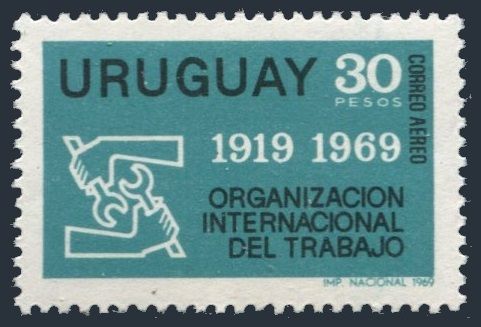 URUGUAY 30
PESOS
CORREO AEREO
1919 1969
ORGANIZACION
INTERNACIONAL
DEL TRABAJO
IMP. NACIONAL 1969